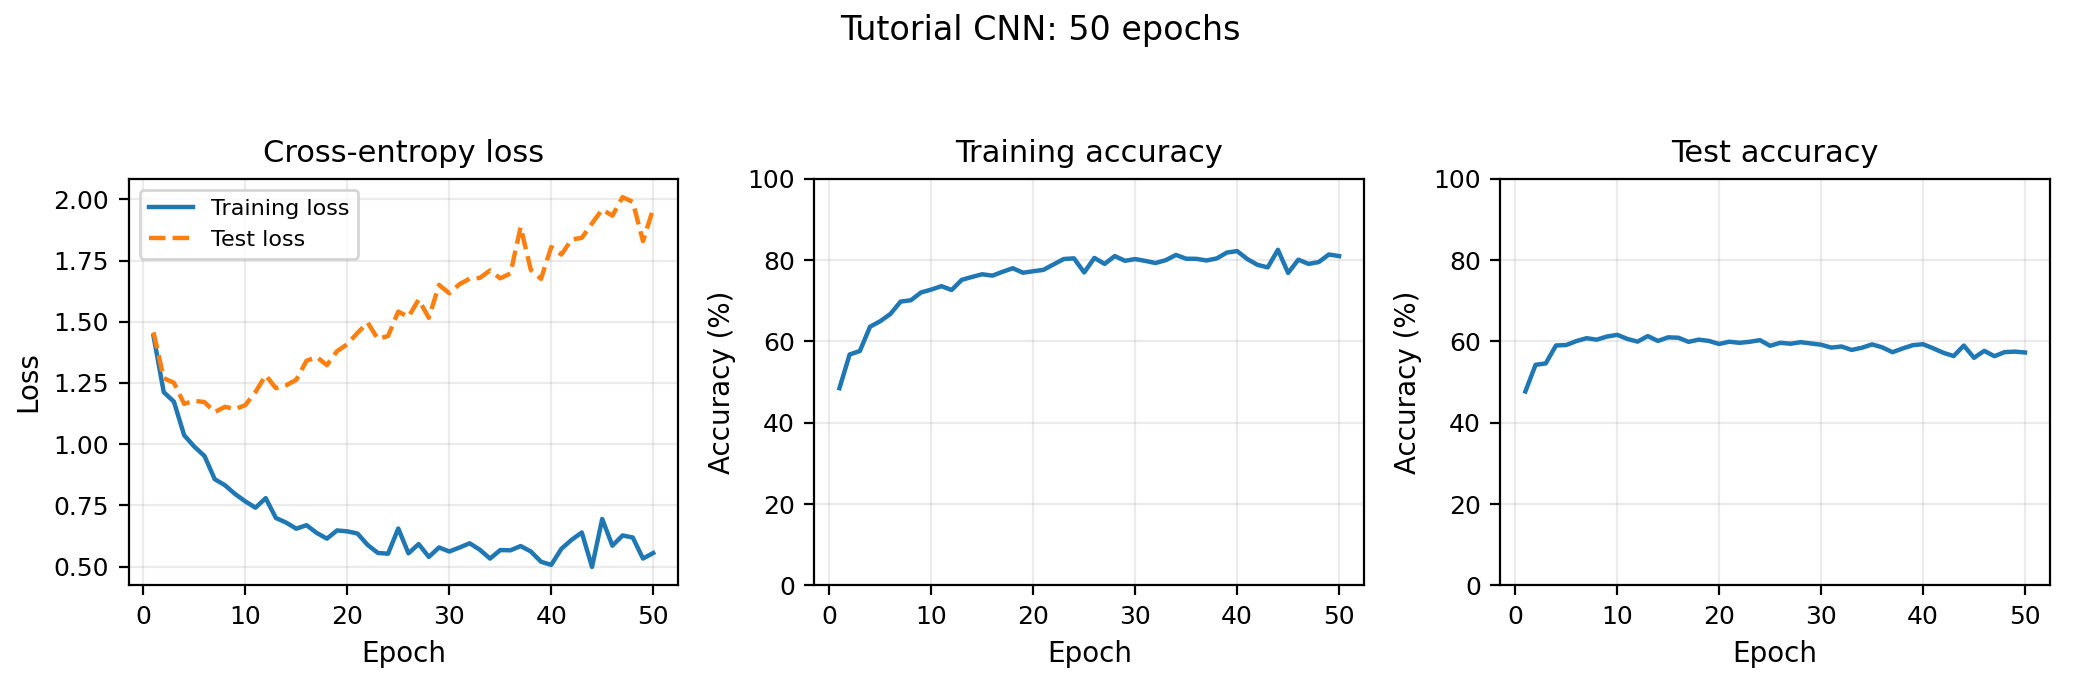 Tutorial CNN: 50 epochs
Cross-entropy loss
Training loss
Test loss
2.00
1.75
1.50
1.25
1.00
0.75
0.50
Loss
0 10 20 30 40 50
Epoch
Training accuracy
100
80
60
40
20
0
Accuracy (%)
0 10 20 30 40 50
Epoch
Test accuracy
100
80
60
40
20
0
Accuracy (%)
0 10 20 30 40 50
Epoch